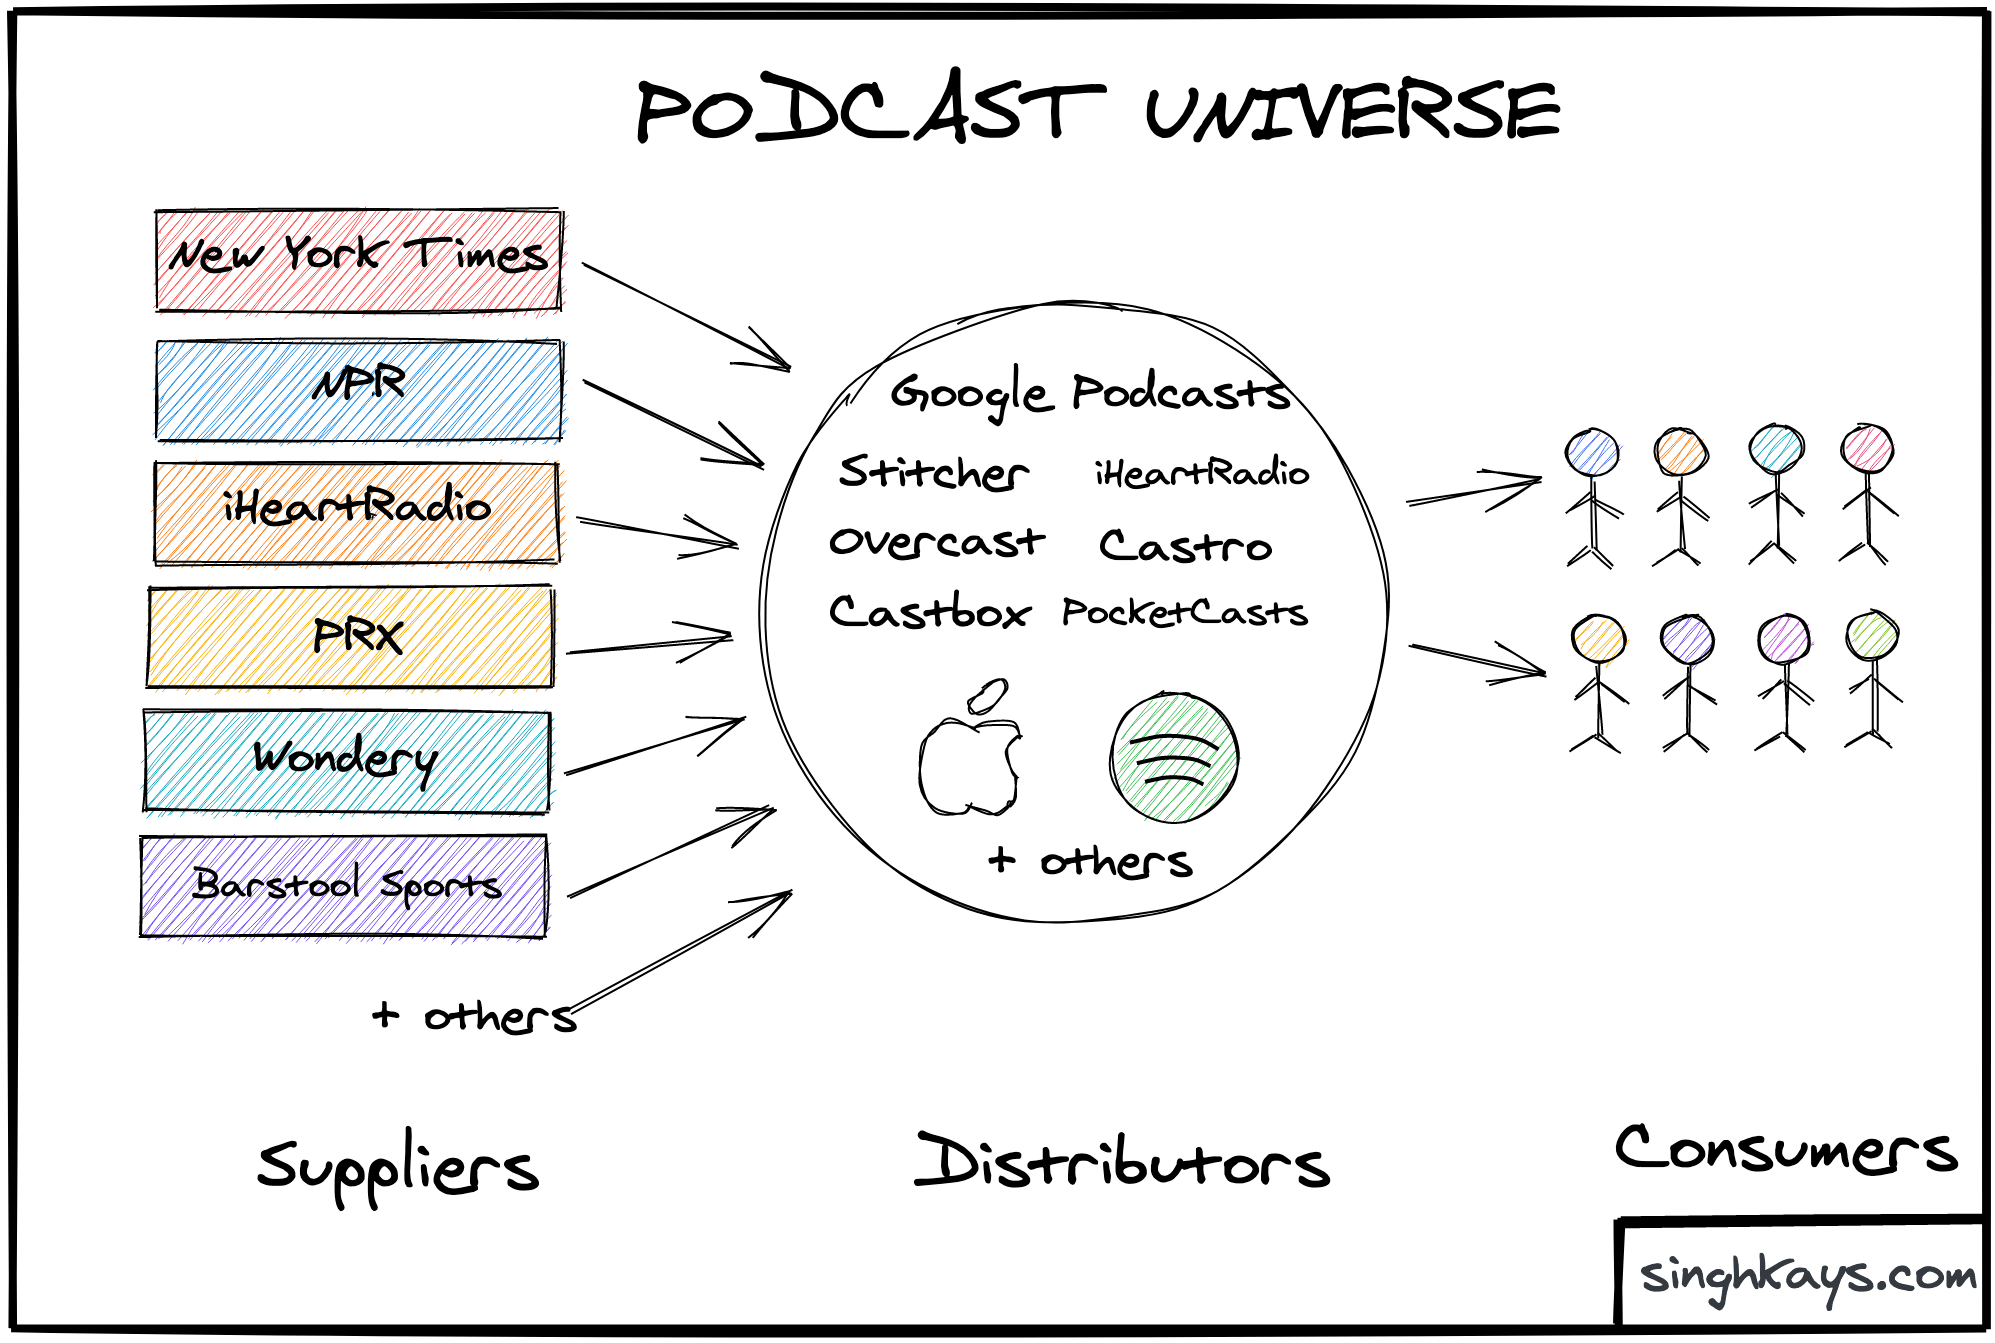 PODCAST UNIVERSE
New York Times
NPR
iHeartRadio
PRX
Wondery
Barstool Sports
+ others
Google Podcasts
Stitcher iHeartRadio
Overcast Castro
Castbox PocketCasts
+ others
Suppliers
Distributors
Consumers
singhkays.com